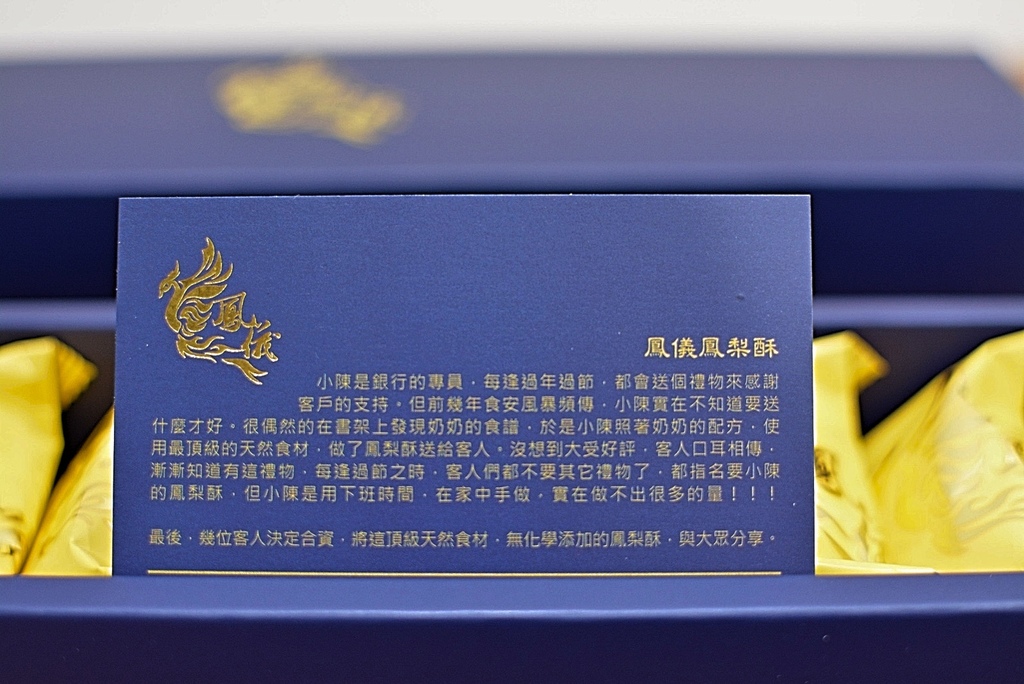 鳳儀
鳳儀鳳梨酥
小陳是銀行的專員，每逢過年過節，都會送個禮物來感謝
客戶的支持。但前幾年食安風暴頻傳，小陳實在不知道要送
什麼才好。很偶然的在書架上發現奶奶的食譜，於是小陳照著奶奶的配方，使
用最頂級的天然食材，做了鳳梨酥送給客人。沒想到大受好評，客人口耳相傳，
漸漸知道有這禮物，每逢過節之時，客人們都不要其它禮物了，都指名要小陳
的鳳梨酥，但小陳是用下班時間，在家中手做，實在做不出很多的量！！！
最後，幾位客人決定合資，將這頂級天然食材，無化學添加的鳳梨酥，與大眾分享。